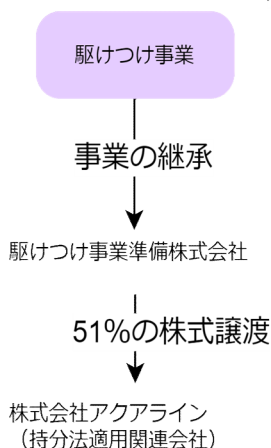 駆けつけ事業
事業の継承
駆けつけ事業準備株式会社
51%の株式譲渡
株式会社アクアライン
（持分法適用関連会社）